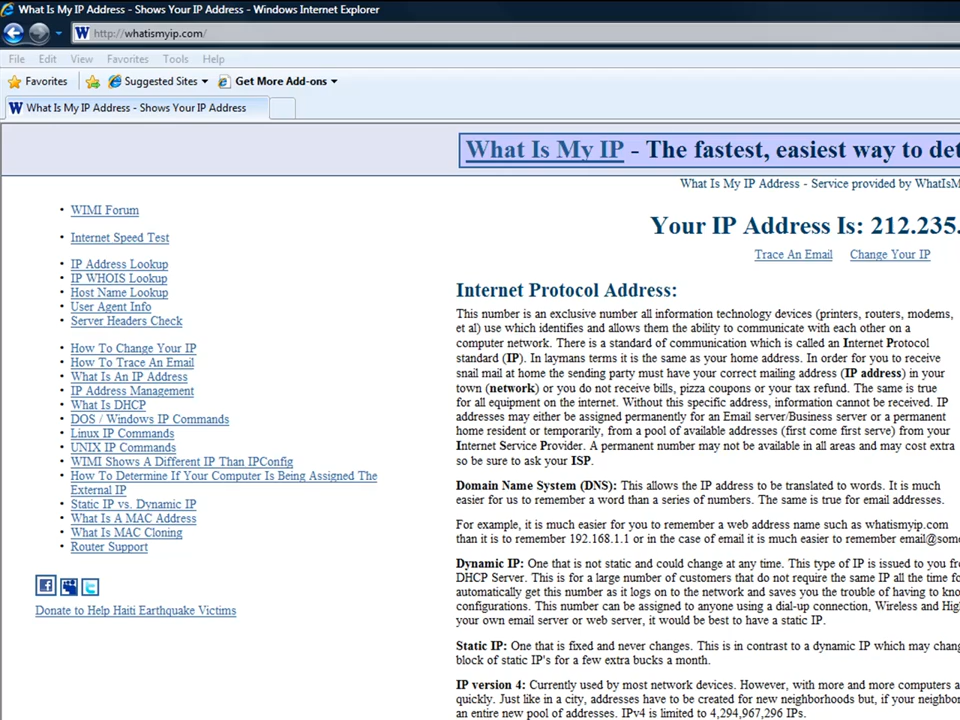 What Is My IP Address - Shows Your IP Address - Windows Internet Explorer
http://whatismyip.com/
File Edit View Favorites Tools Help
Favorites Suggested Sites Get More Add-ons
W What Is My IP Address - Shows Your IP Address
What Is My IP - The fastest, easiest way to det
What Is My IP Address - Service provided by WhatIsM
Your IP Address Is: 212.235.
Trace An Email Change Your IP
• WIMI Forum
• Internet Speed Test
• IP Address Lookup
• IP WHOIS Lookup
• Host Name Lookup
• User Agent Info
• Server Headers Check
• How To Change Your IP
• How To Trace An Email
• What Is An IP Address
• IP Address Management
• What Is DHCP
• DOS / Windows IP Commands
• Linux IP Commands
• UNIX IP Commands
• WIMI Shows A Different IP Than IPConfig
• How To Determine If Your Computer Is Being Assigned The
External IP
• Static IP vs. Dynamic IP
• What Is A MAC Address
• What Is MAC Cloning
• Router Support
Donate to Help Haiti Earthquake Victims
Internet Protocol Address:
This number is an exclusive number all information technology devices (printers, routers, modems,
et al) use which identifies and allows them the ability to communicate with each other on a
computer network. There is a standard of communication which is called an Internet Protocol
standard (IP). In laymans terms it is the same as your home address. In order for you to receive
snail mail at home the sending party must have your correct mailing address (IP address) in your
town (network) or you do not receive bills, pizza coupons or your tax refund. The same is true
for all equipment on the internet. Without this specific address, information cannot be received. IP
addresses may either be assigned permanently for an Email server/Business server or a permanent
home resident or temporarily, from a pool of available addresses (first come first serve) from your
Internet Service Provider. A permanent number may not be available in all areas and may cost extra
so be sure to ask your ISP.
Domain Name System (DNS): This allows the IP address to be translated to words. It is much
easier for us to remember a word than a series of numbers. The same is true for email addresses.
For example, it is much easier for you to remember a web address name such as whatismyip.com
than it is to remember 192.168.1.1 or in the case of email it is much easier to remember email@som
Dynamic IP: One that is not static and could change at any time. This type of IP is issued to you fr
DHCP Server. This is for a large number of customers that do not require the same IP all the time fo
automatically get this number as it logs on to the network and saves you the trouble of having to kno
configurations. This number can be assigned to anyone using a dial-up connection, Wireless and Hig
your own email server or web server, it would be best to have a static IP.
Static IP: One that is fixed and never changes. This is in contrast to a dynamic IP which may chang
block of static IP's for a few extra bucks a month.
IP version 4: Currently used by most network devices. However, with more and more computers a
quickly. Just like in a city, addresses have to be created for new neighborhoods but, if your neighbor
an entire new pool of addresses. IPv4 is limited to 4,294,967,296 IPs.